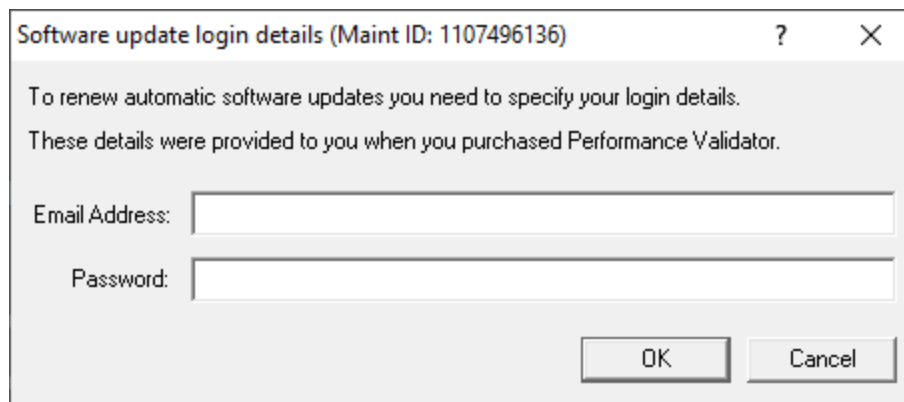 Software update login details (Maint ID: 1107496136) ?
To renew automatic software updates you need to specify your login details.
These details were provided to you when you purchased Performance Validator.
Email Address:
Password:
OK Cancel